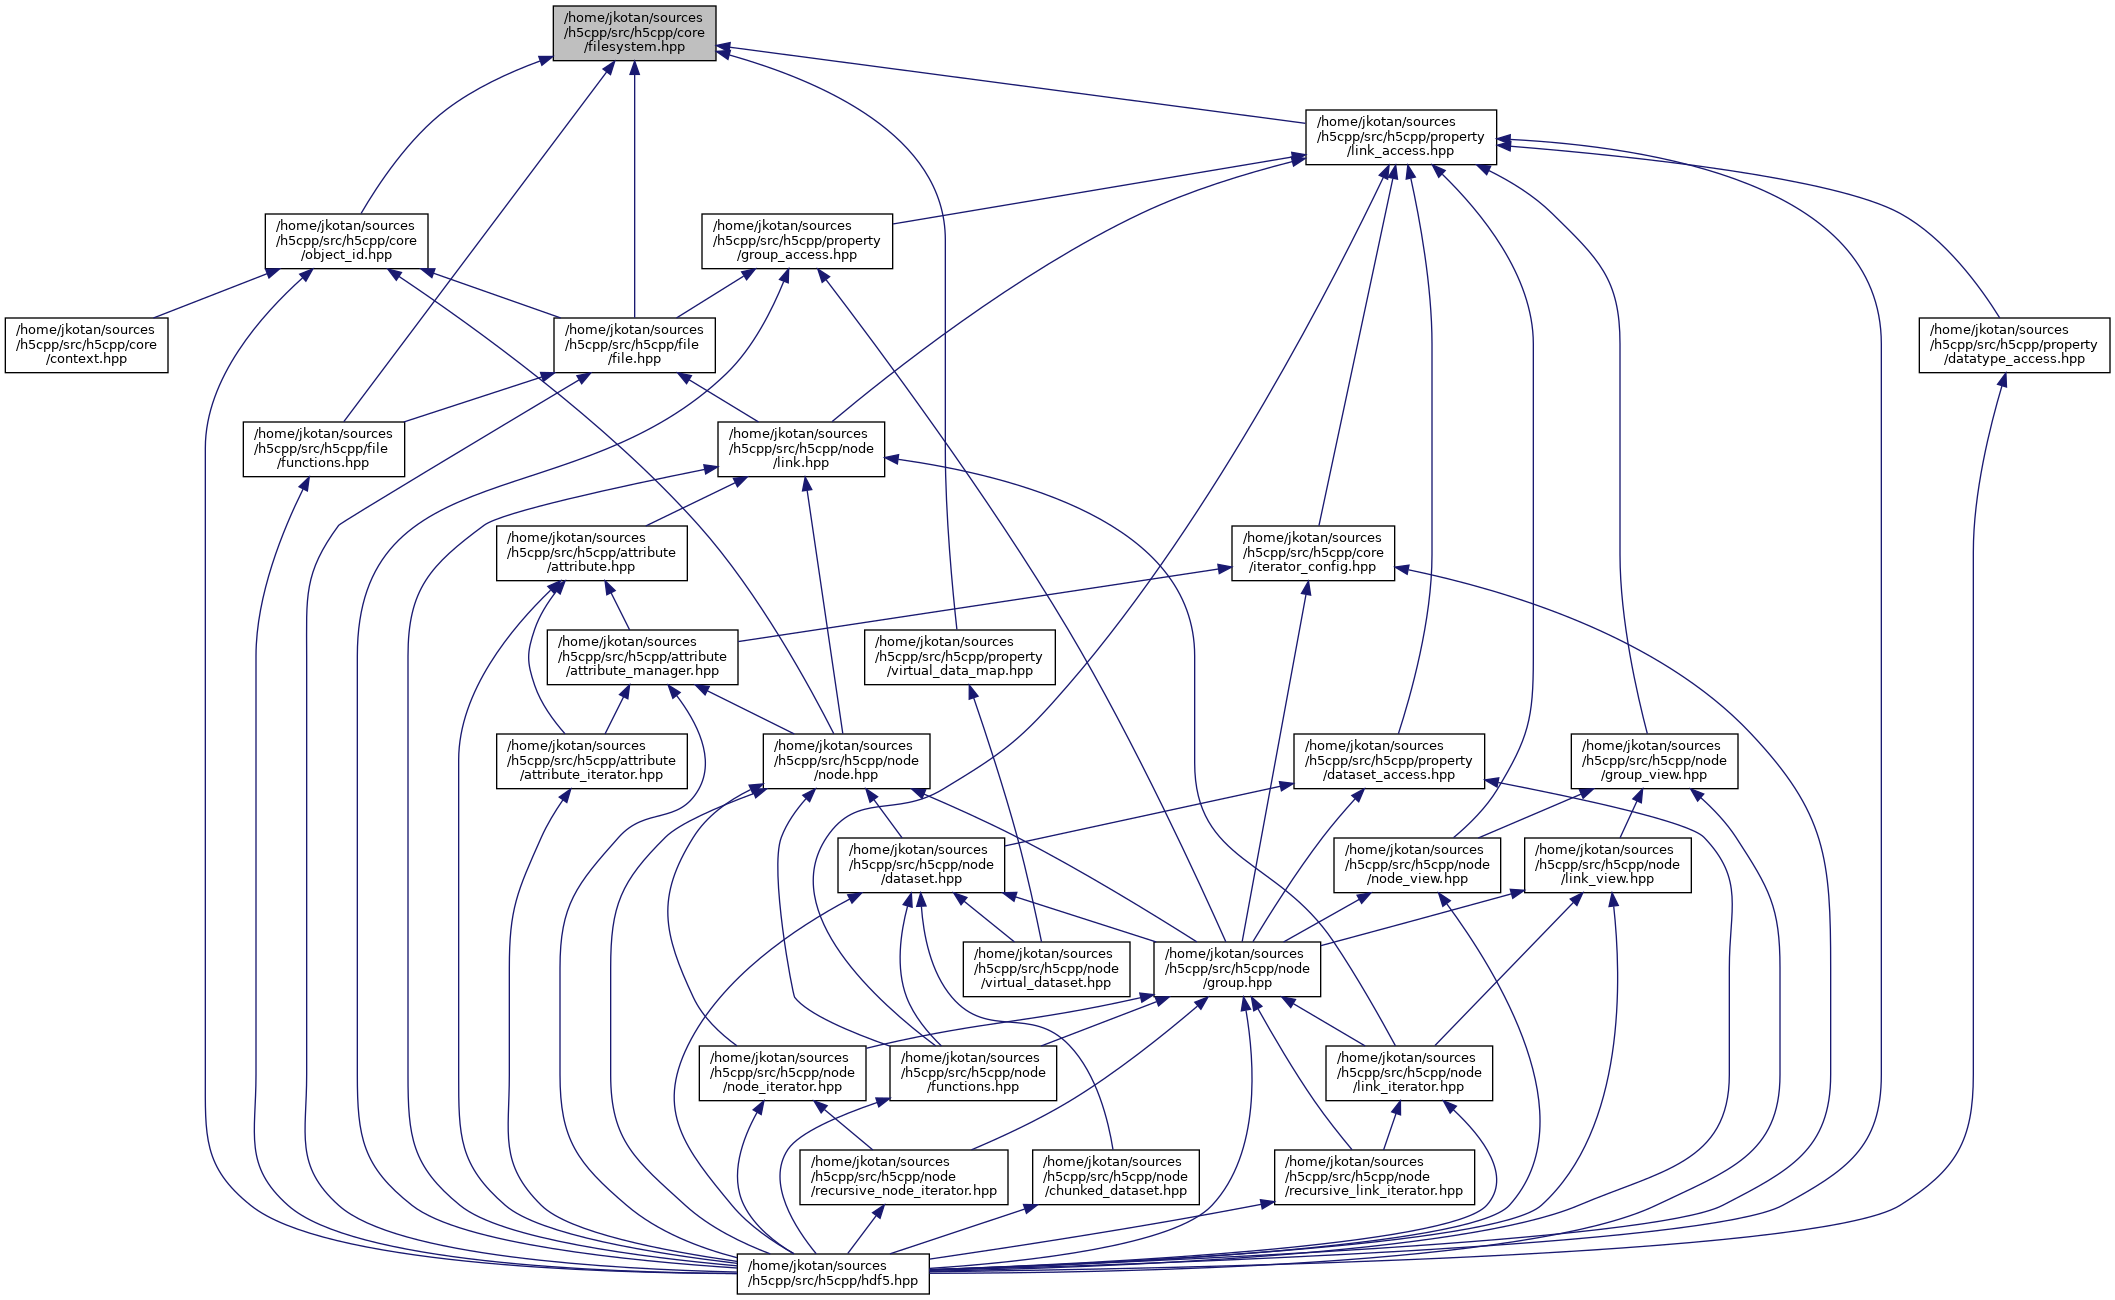 /home/jkotan/sources
/h5cpp/src/h5cpp/core
/filesystem.hpp
/home/jkotan/sources
/h5cpp/src/h5cpp/property
/link_access.hpp
/home/jkotan/sources
/h5cpp/src/h5cpp/core
/object_id.hpp
/home/jkotan/sources
/h5cpp/src/h5cpp/property
/group_access.hpp
/home/jkotan/sources
/h5cpp/src/h5cpp/core
/context.hpp
/home/jkotan/sources
/h5cpp/src/h5cpp/file
/file.hpp
/home/jkotan/sources
/h5cpp/src/h5cpp/property
/datatype_access.hpp
/home/jkotan/sources
/h5cpp/src/h5cpp/file
/functions.hpp
/home/jkotan/sources
/h5cpp/src/h5cpp/node
/link.hpp
/home/jkotan/sources
/h5cpp/src/h5cpp/attribute
/attribute.hpp
/home/jkotan/sources
/h5cpp/src/h5cpp/core
/iterator_config.hpp
/home/jkotan/sources
/h5cpp/src/h5cpp/attribute
/attribute_manager.hpp
/home/jkotan/sources
/h5cpp/src/h5cpp/property
/virtual_data_map.hpp
/home/jkotan/sources
/h5cpp/src/h5cpp/attribute
/attribute_iterator.hpp
/home/jkotan/sources
/h5cpp/src/h5cpp/node
/node.hpp
/home/jkotan/sources
/h5cpp/src/h5cpp/property
/dataset_access.hpp
/home/jkotan/sources
/h5cpp/src/h5cpp/node
/group_view.hpp
/home/jkotan/sources
/h5cpp/src/h5cpp/node
/dataset.hpp
/home/jkotan/sources
/h5cpp/src/h5cpp/node
/node_view.hpp
/home/jkotan/sources
/h5cpp/src/h5cpp/node
/link_view.hpp
/home/jkotan/sources
/h5cpp/src/h5cpp/node
/virtual_dataset.hpp
/home/jkotan/sources
/h5cpp/src/h5cpp/node
/group.hpp
/home/jkotan/sources
/h5cpp/src/h5cpp/node
/node_iterator.hpp
/home/jkotan/sources
/h5cpp/src/h5cpp/node
/functions.hpp
/home/jkotan/sources
/h5cpp/src/h5cpp/node
/link_iterator.hpp
/home/jkotan/sources
/h5cpp/src/h5cpp/node
/recursive_node_iterator.hpp
/home/jkotan/sources
/h5cpp/src/h5cpp/node
/chunked_dataset.hpp
/home/jkotan/sources
/h5cpp/src/h5cpp/node
/recursive_link_iterator.hpp
/home/jkotan/sources
/h5cpp/src/h5cpp/hdf5.hpp